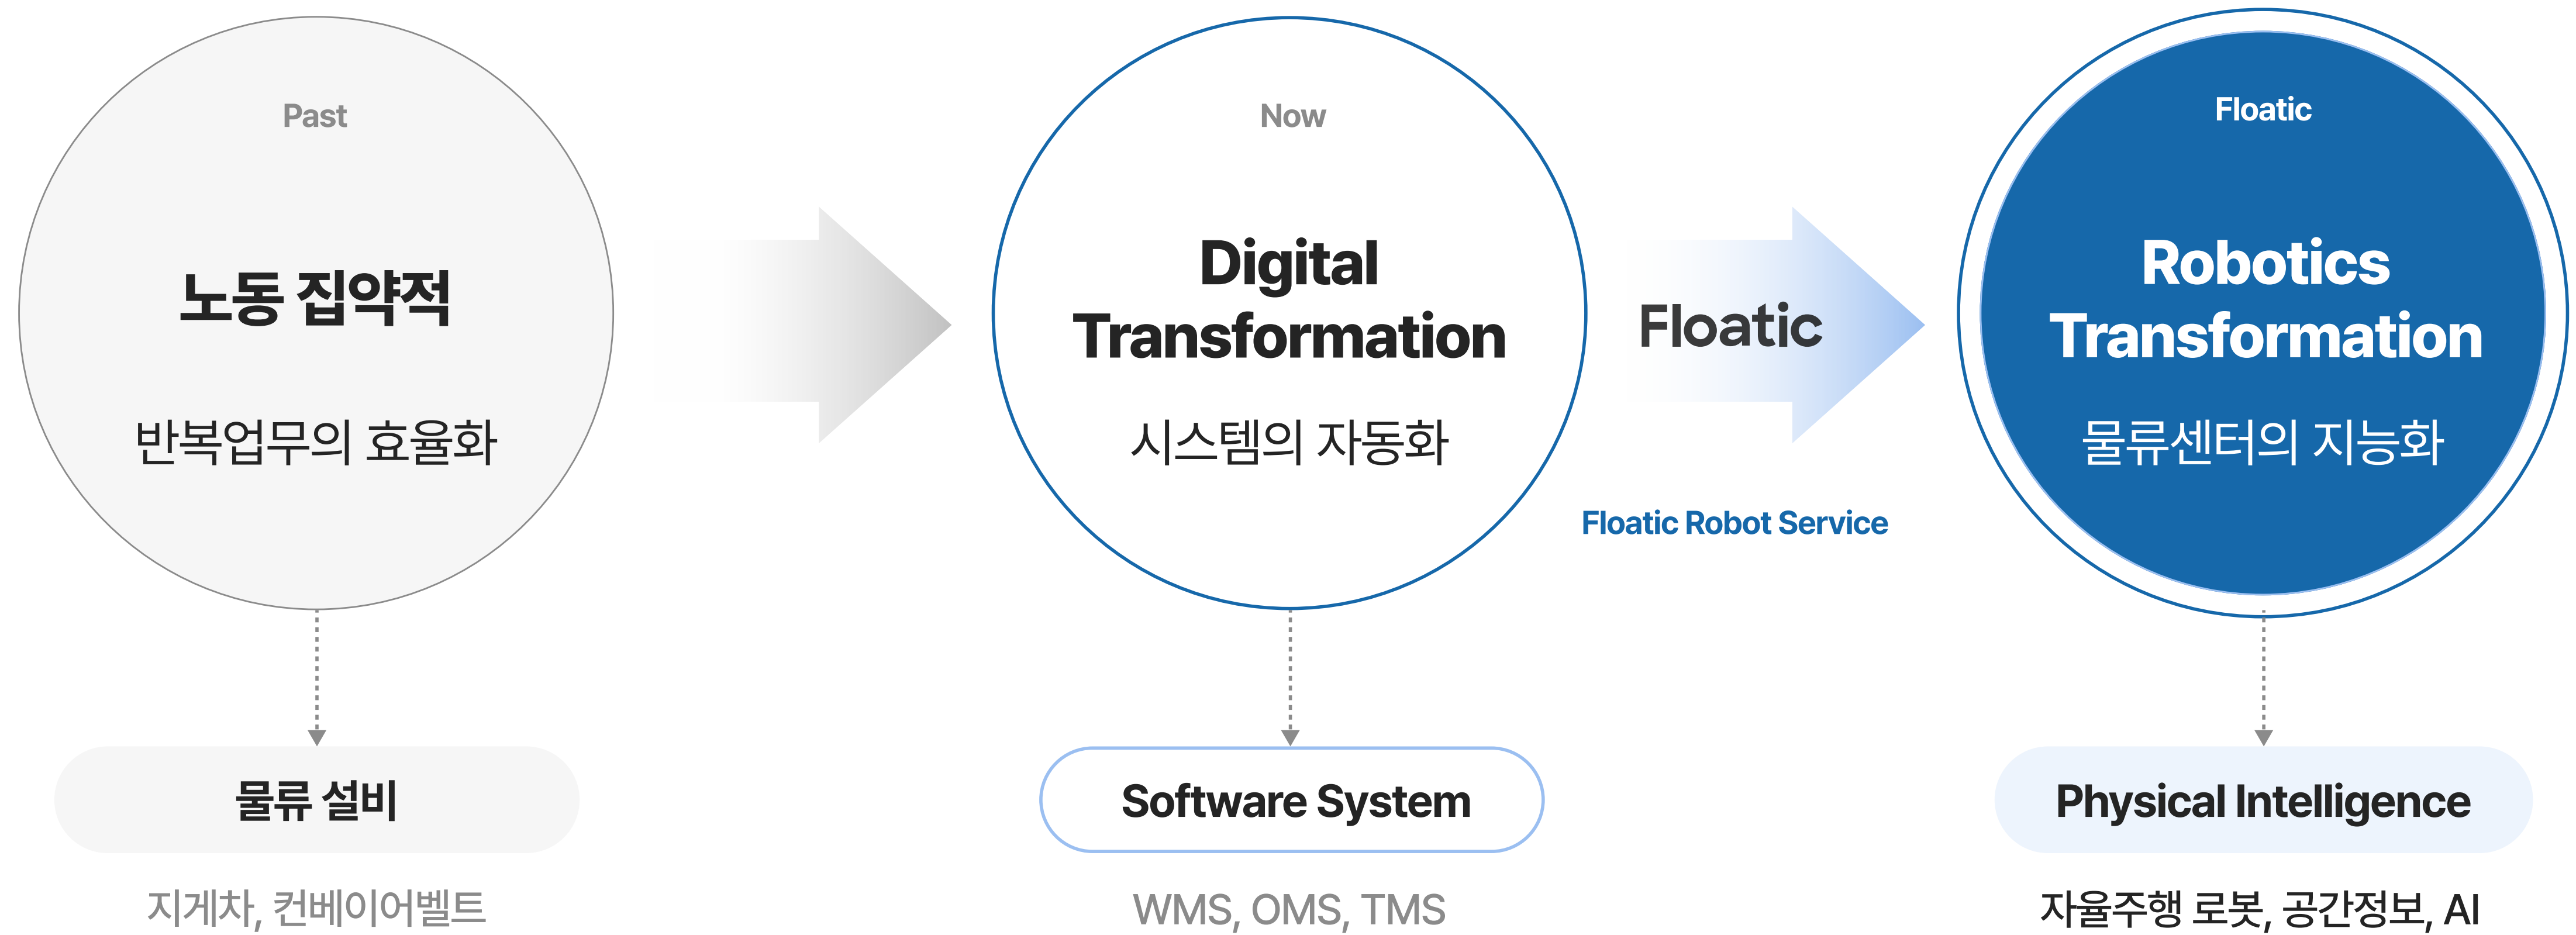 Past
노동 집약적
반복업무의 효율화
물류 설비
지게차, 컨베이어벨트
Now
Digital
Transformation
시스템의 자동화
Software System
WMS, OMS, TMS
Floatic
Floatic Robot Service
Floatic
Robotics
Transformation
물류센터의 지능화
Physical Intelligence
자율주행 로봇, 공간정보, AI